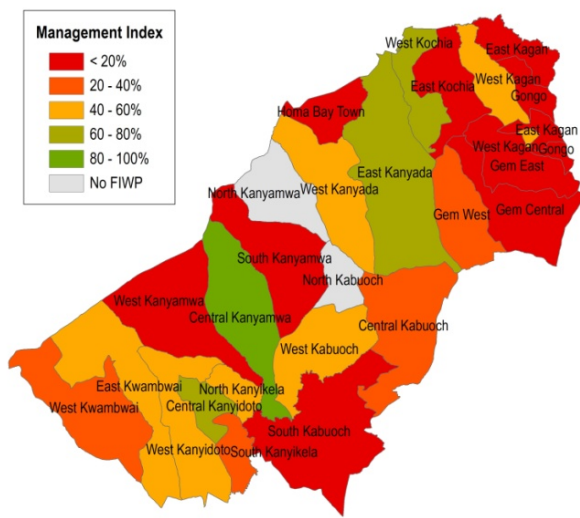 Management Index
< 20%
20 - 40%
40 - 60%
60 - 80%
80 - 100%
No FIWP
West Kochia
East Kagan
East Kochia
West Kagan
Gongo
Homa Bay Town
East Kagan
West Kagan
Gongo
Gem East
East Kanyada
North Kanyamwa
West Kanyada
Gem West
Gem Central
South Kanyamwa
North Kabuoch
West Kanyamwa
Central Kanyamwa
Central Kabuoch
West Kabuoch
East Kwambwai
North Kanyikela
West Kwambwai
Central Kanyidoto
South Kabuoch
West Kanyidoto
South Kanyikela